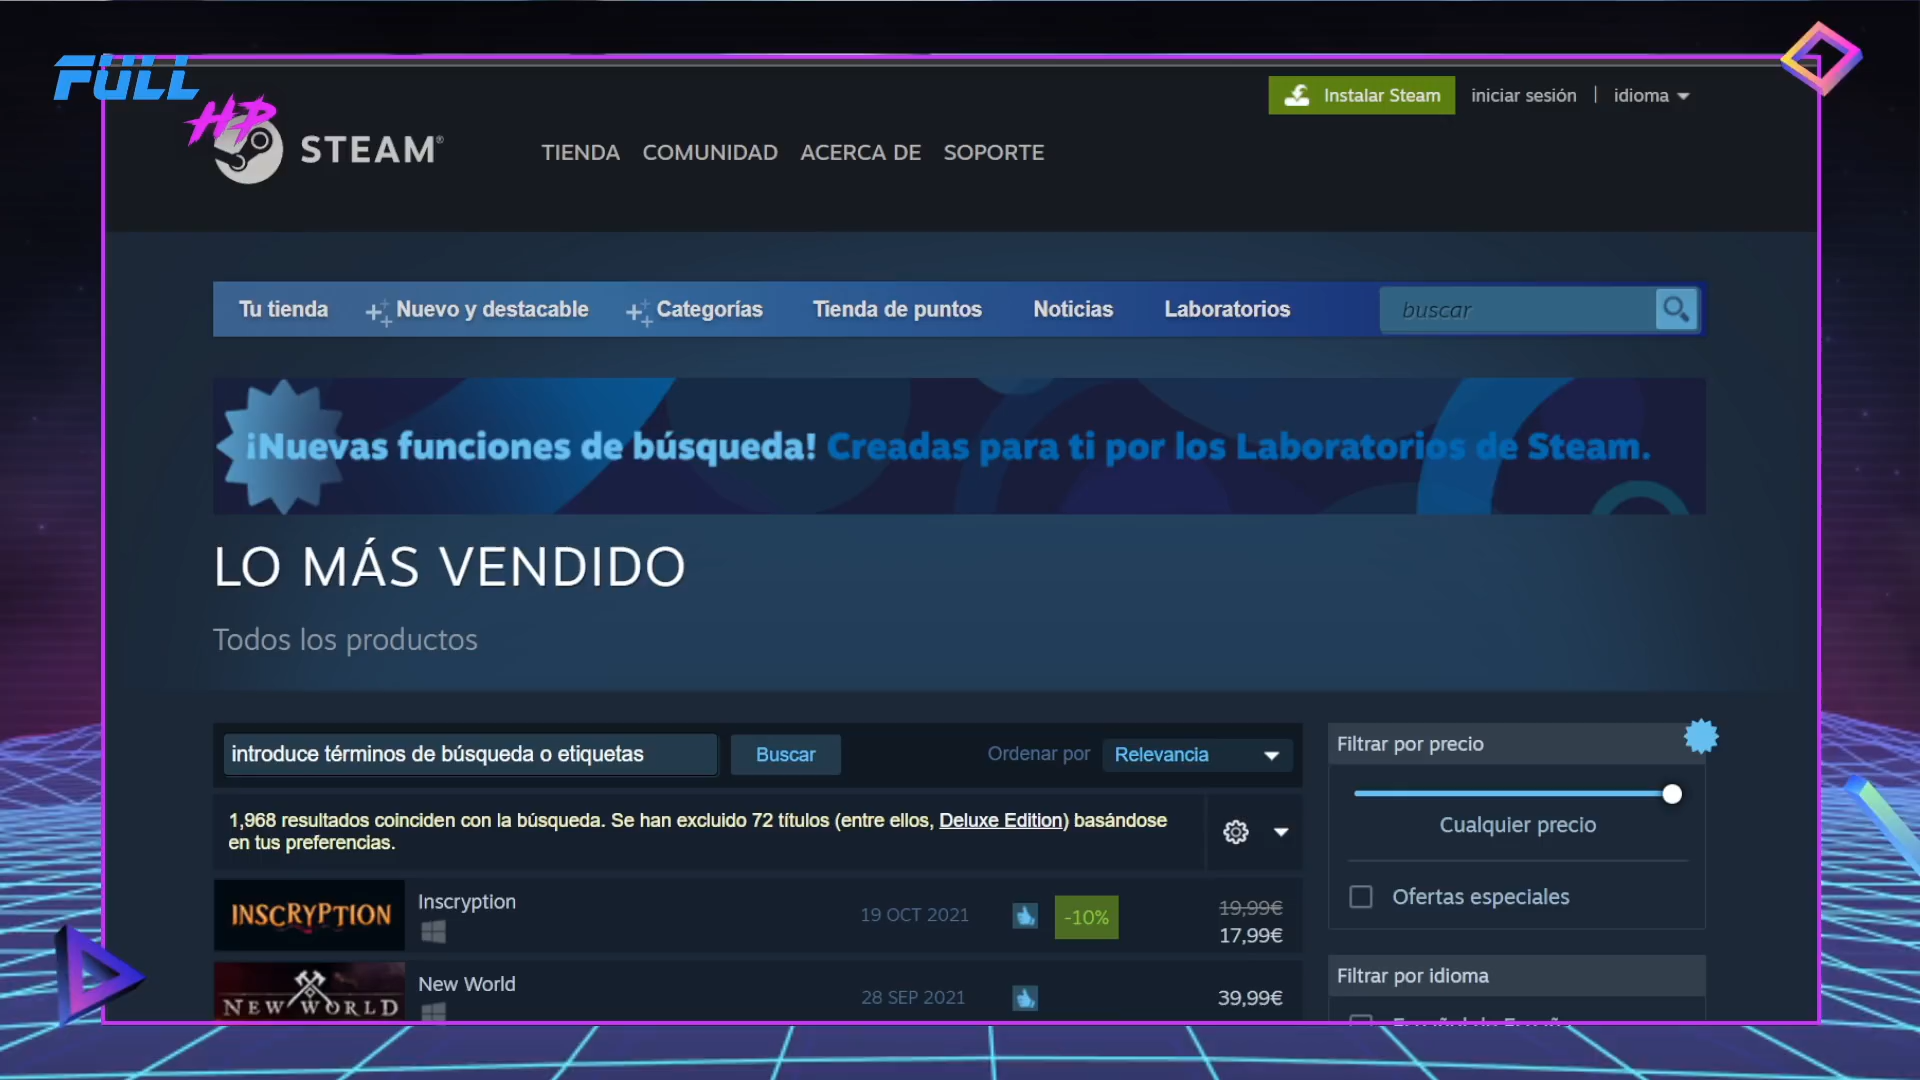 FULL
HP
Instalar Steam
iniciar sesión | idioma
STEAM®
TIENDA COMUNIDAD ACERCA DE SOPORTE
Tu tienda Nuevo y destacable Categorías Tienda de puntos Noticias Laboratorios buscar
¡Nuevas funciones de búsqueda! Creadas para ti por los Laboratorios de Steam.
LO MÁS VENDIDO
Todos los productos
introduce términos de búsqueda o etiquetas Buscar Ordenar por Relevancia
1,968 resultados coinciden con la búsqueda. Se han excluido 72 títulos (entre ellos, Deluxe Edition) basándose
en tus preferencias.
Filtrar por precio
Cualquier precio
Ofertas especiales
INSCRYPTION
Inscryption
19 OCT 2021
-10%
19,99€
17,99€
NEW WORLD
New World
28 SEP 2021
39,99€
Filtrar por idioma